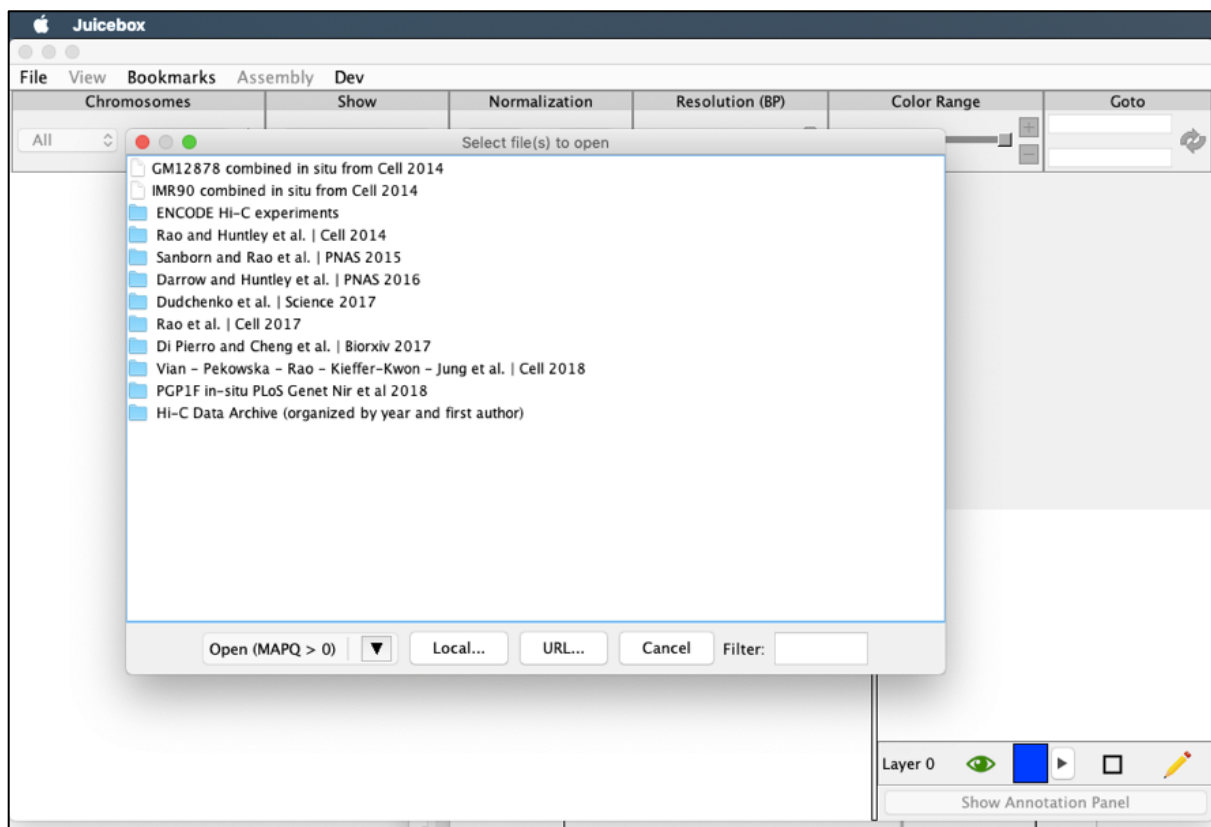 Juicebox
File View Bookmarks Assembly Dev
Chromosomes Show Normalization Resolution (BP) Color Range Goto
All
Select file(s) to open
GM12878 combined in situ from Cell 2014
IMR90 combined in situ from Cell 2014
ENCODE Hi-C experiments
Rao and Huntley et al. | Cell 2014
Sanborn and Rao et al. | PNAS 2015
Darrow and Huntley et al. | PNAS 2016
Dudchenko et al. | Science 2017
Rao et al. | Cell 2017
Di Pierro and Cheng et al. | Biorxiv 2017
Vian - Pekowska - Rao - Kieffer-Kwon - Jung et al. | Cell 2018
PGP1F in-situ PLoS Genet Nir et al 2018
Hi-C Data Archive (organized by year and first author)
Open (MAPQ > 0) Local... URL... Cancel Filter:
Layer 0
Show Annotation Panel